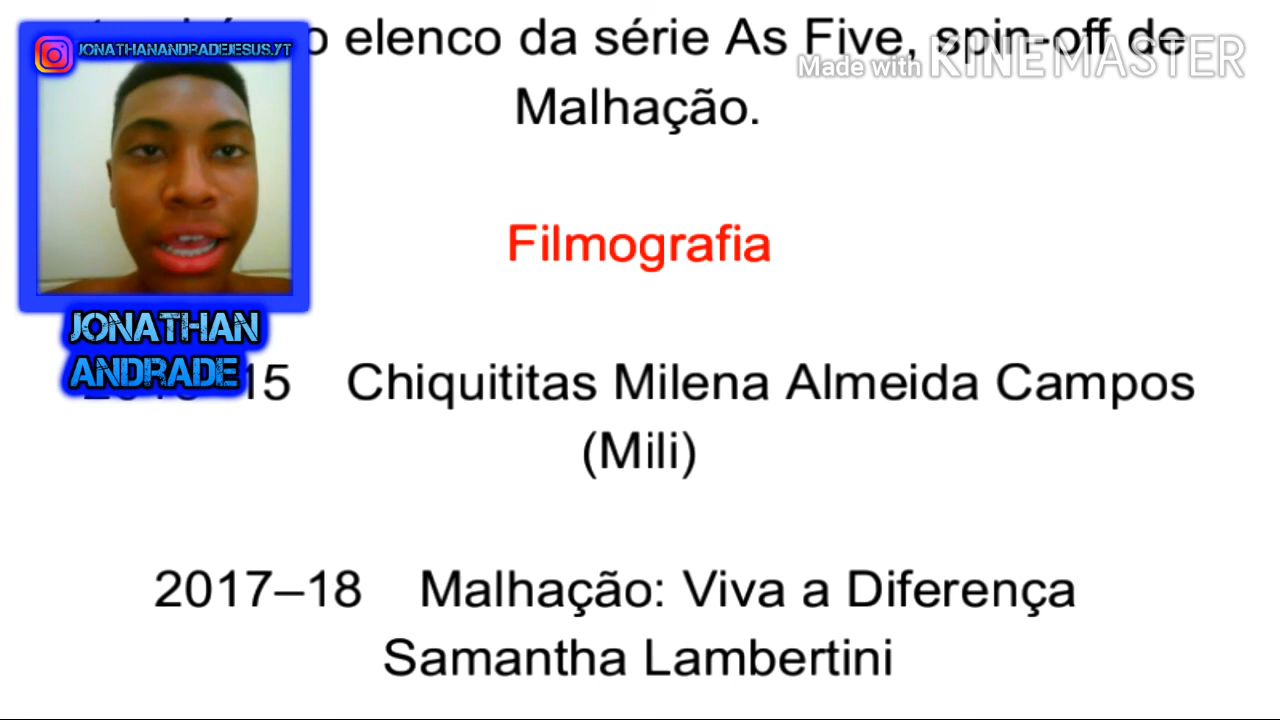 elenco da série As Five, spin-off de
Malhação.
JONATHANANDRADEJESUS.YT
Made with KINEMASTER
Filmografia
JONATHAN
ANDRADE
15 Chiquititas Milena Almeida Campos
(Mili)
2017–18 Malhação: Viva a Diferença
Samantha Lambertini